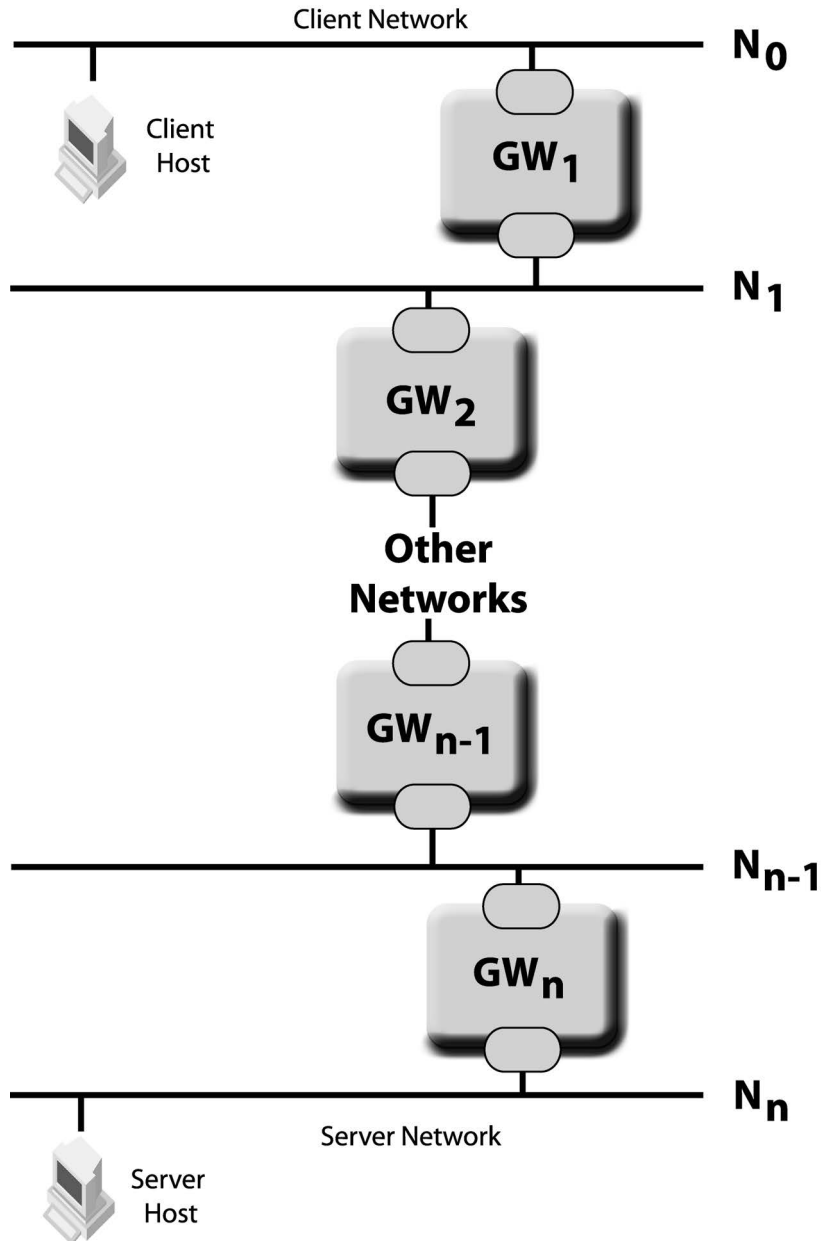 Client Network
N0
Client
Host
GW1
N1
GW2
Other
Networks
GWn-1
Nn-1
GWn
Nn
Server Network
Server
Host